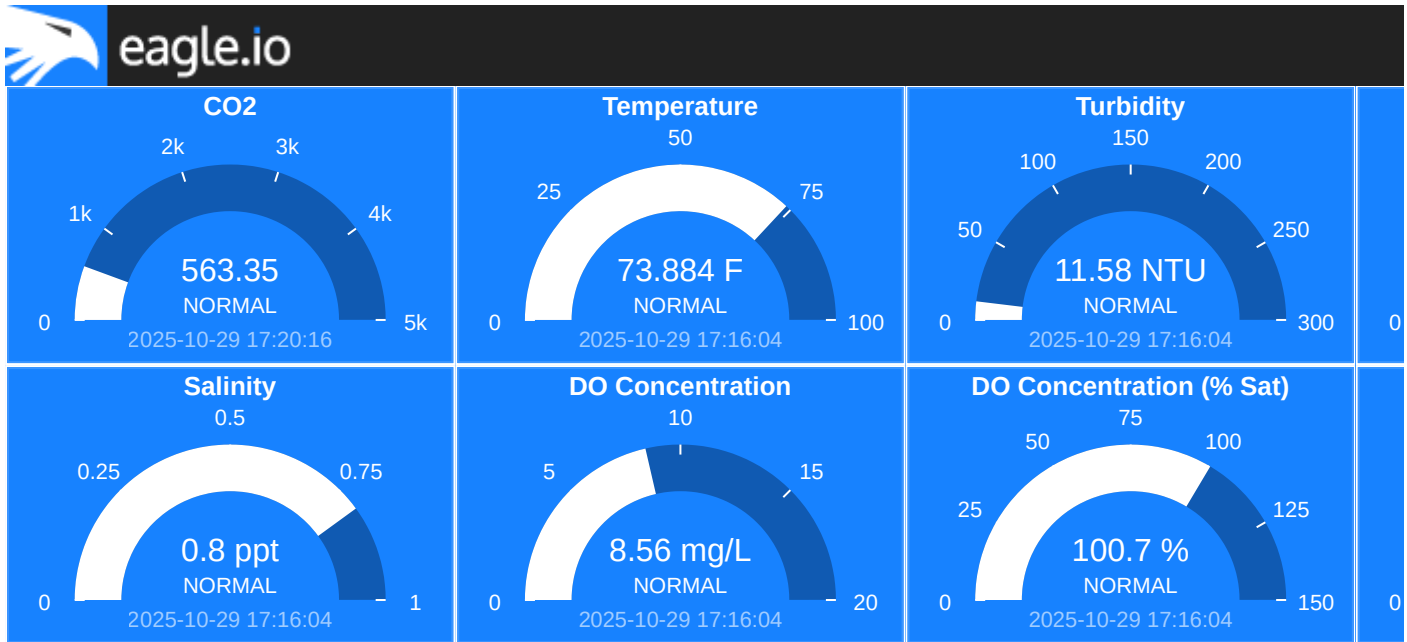 eagle.io
CO2
2k
3k
1k
4k
563.35
NORMAL
0
5k
2025-10-29 17:20:16
Temperature
50
25
75
73.884 F
NORMAL
0
100
2025-10-29 17:16:04
Turbidity
150
100
200
50
250
11.58 NTU
NORMAL
0
300
2025-10-29 17:16:04
0
Salinity
0.5
0.25
0.75
0.8 ppt
NORMAL
0
1
2025-10-29 17:16:04
DO Concentration
10
5
15
8.56 mg/L
NORMAL
0
20
2025-10-29 17:16:04
DO Concentration (% Sat)
75
50
100
25
125
100.7 %
NORMAL
0
150
2025-10-29 17:16:04
0